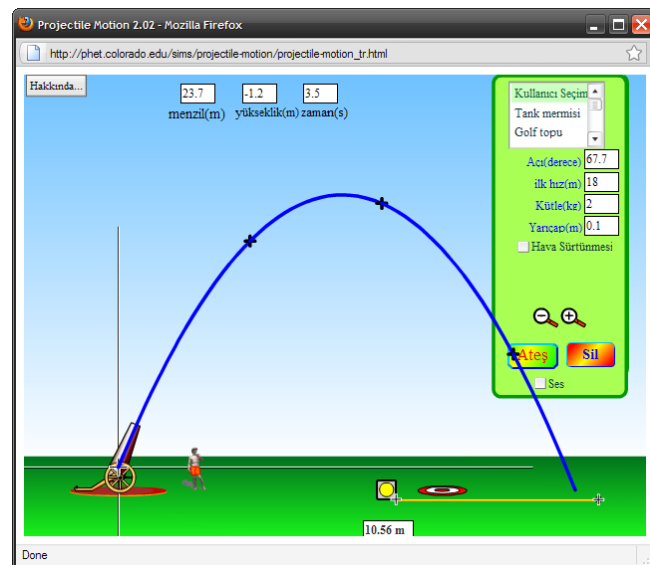 Projectile Motion 2.02 - Mozilla Firefox
http://phet.colorado.edu/sims/projectile-motion/projectile-motion_tr.html
Hakkında...
23.7 -1.2 3.5
menzil(m) yükseklik(m) zaman(s)
Kullanıcı Seçim
Tank mermisi
Golf topu
Açı(derece) 67.7
ilk hız(m) 18
Kütle(kg) 2
Yarıçap(m) 0.1
Hava Sürtünmesi
Ateş Sil
Ses
10.56 m
Done